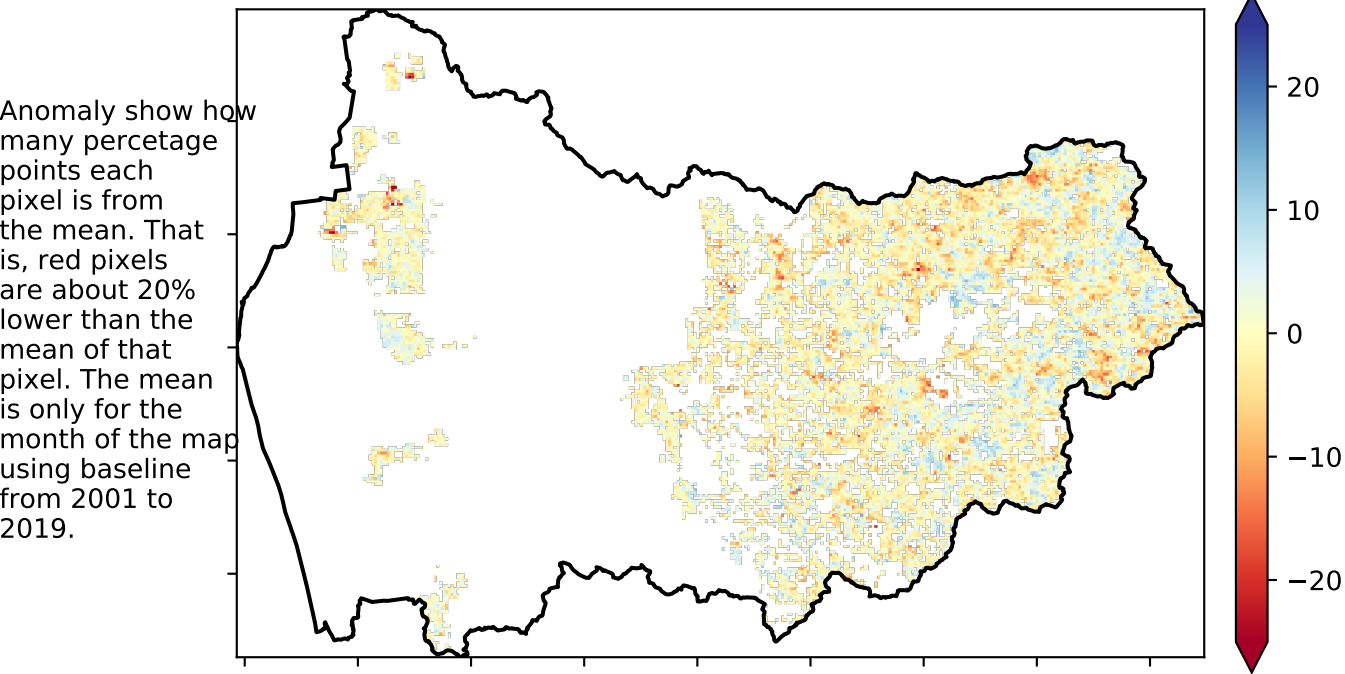 Anomaly show how
many percetage
points each
pixel is from
the mean. That
is, red pixels
are about 20%
lower than the
mean of that
pixel. The mean
is only for the
month of the map
using baseline
from 2001 to
2019.
20
10
0
−10
−20